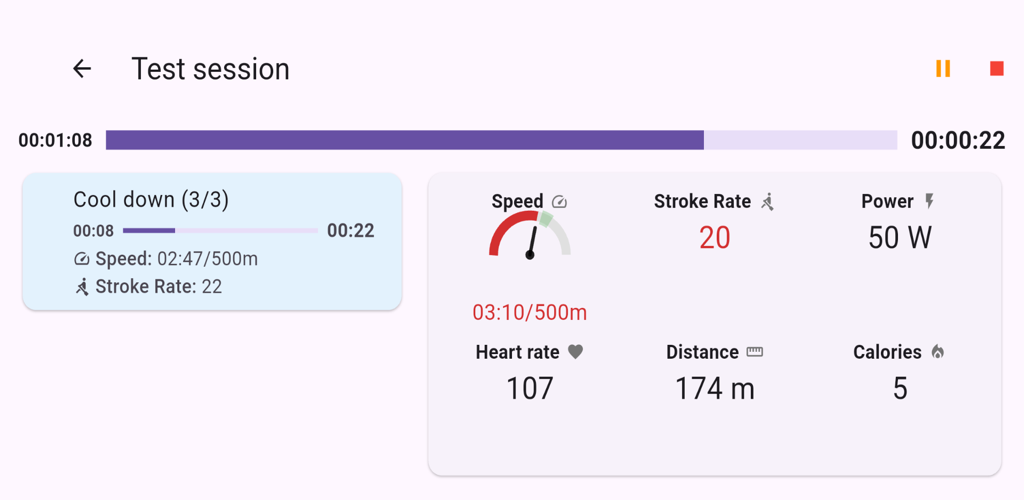 Test session
00:01:08 00:00:22
Cool down (3/3)
00:08 00:22
Speed: 02:47/500m
Stroke Rate: 22
Speed Stroke Rate Power
20 50 W
03:10/500m
Heart rate Distance Calories
107 174 m 5